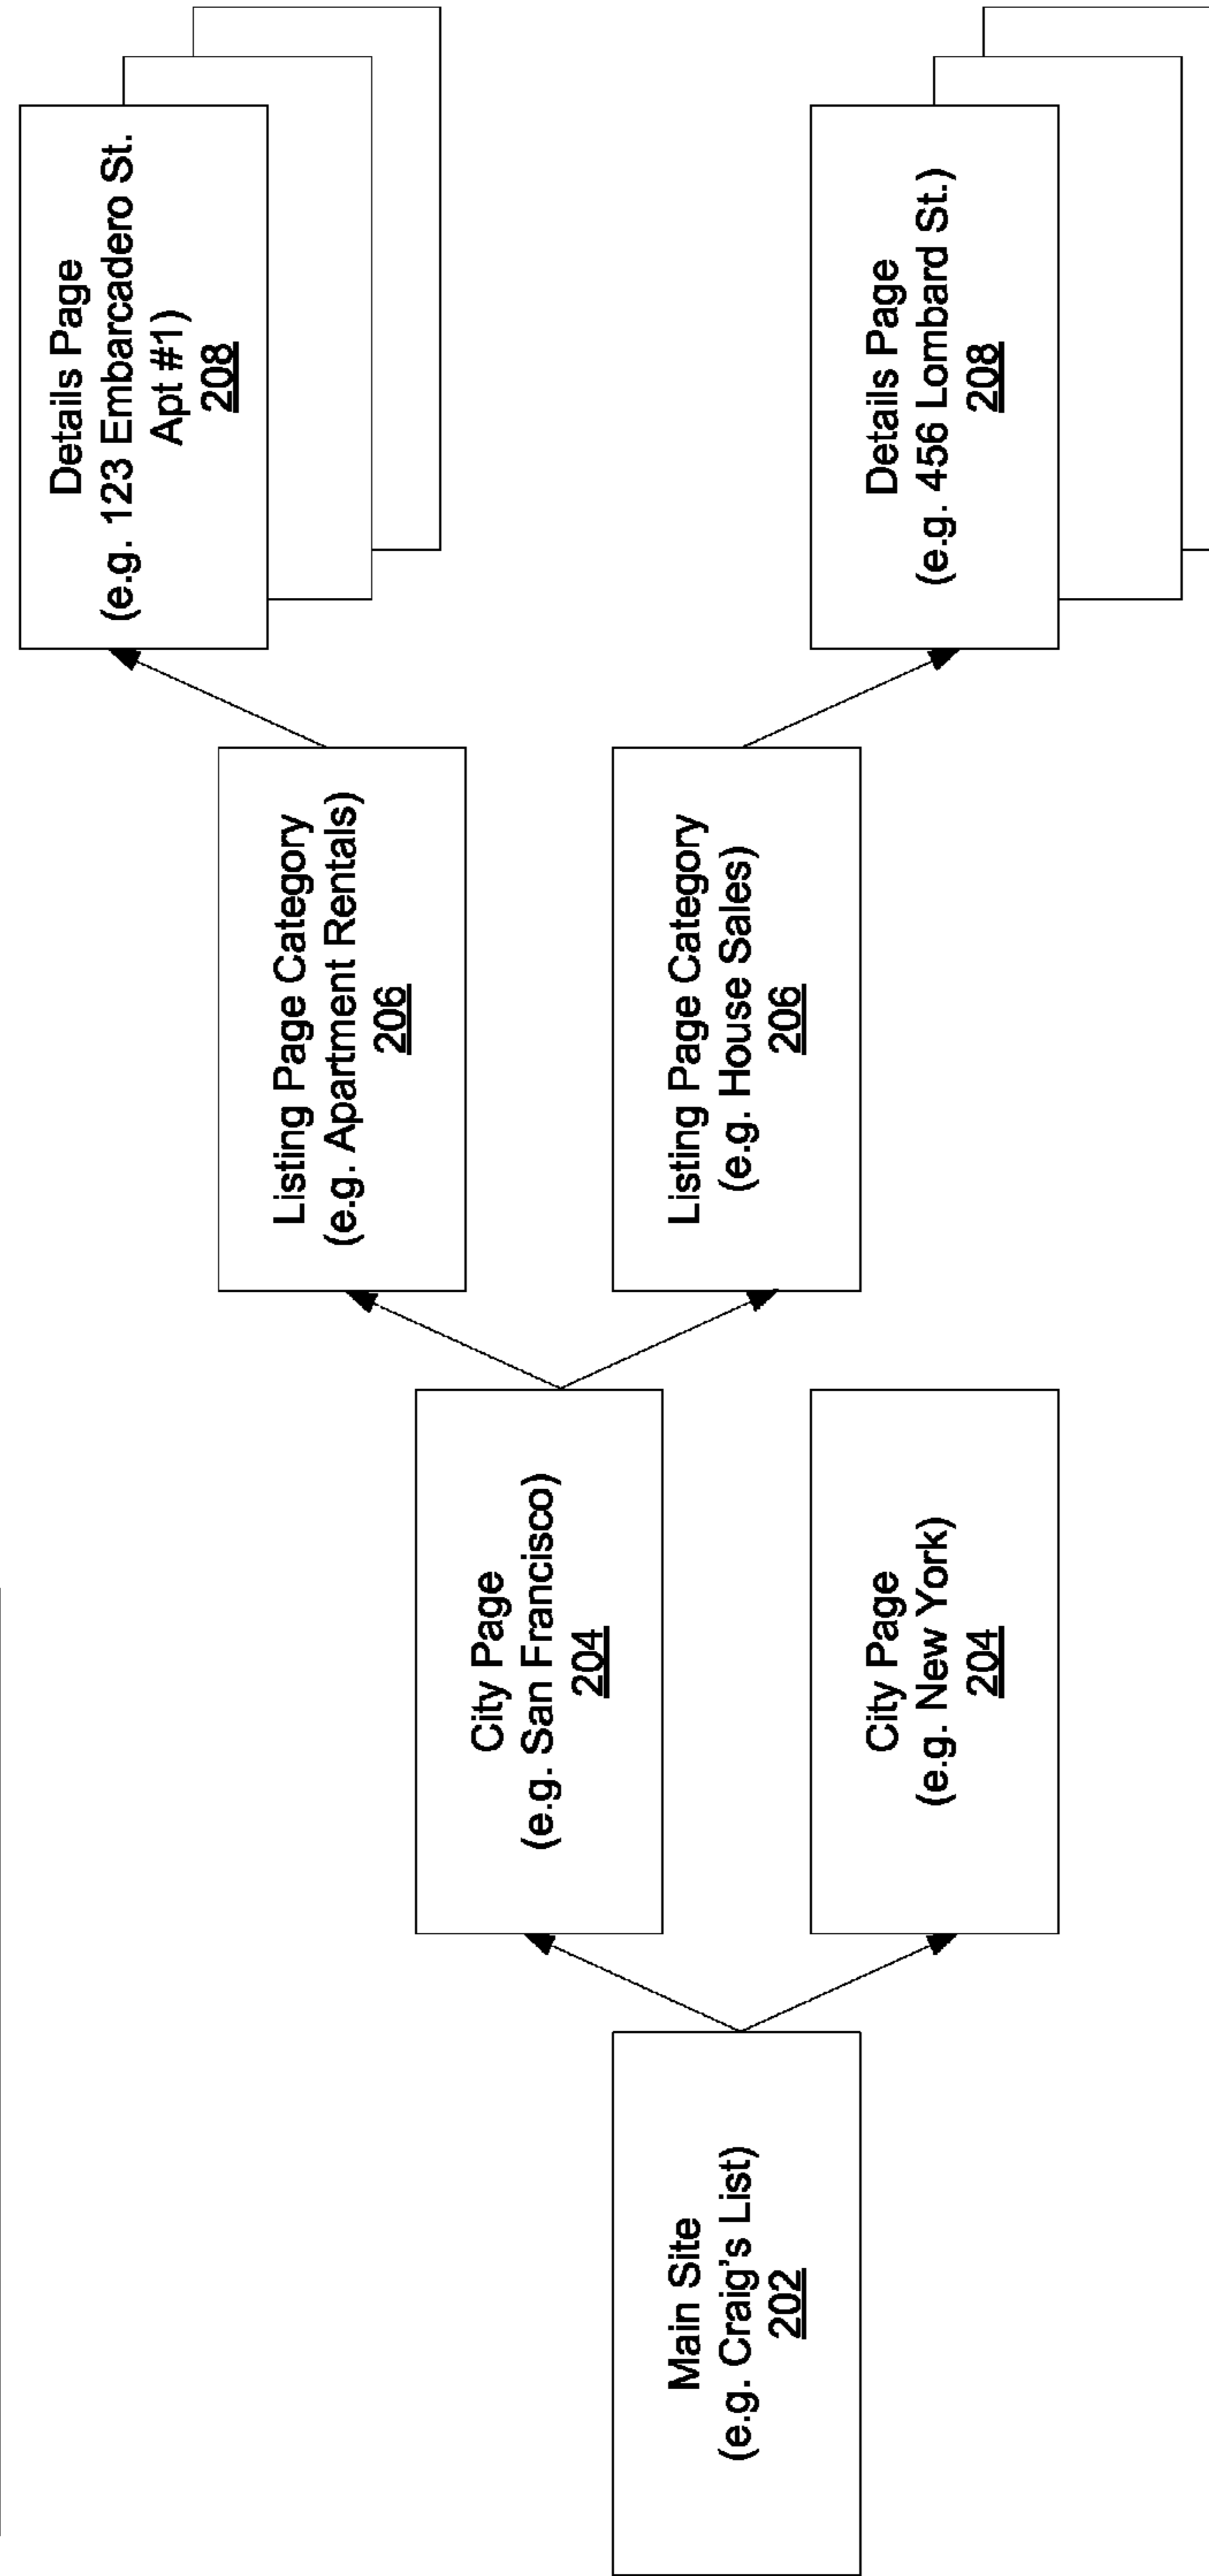 Main Site
(e.g. Craig's List)
202
City Page
(e.g. San Francisco)
204
City Page
(e.g. New York)
204
Listing Page Category
(e.g. Apartment Rentals)
206
Listing Page Category
(e.g. House Sales)
206
Details Page
(e.g. 123 Embarcadero St.
Apt #1)
208
Details Page
(e.g. 456 Lombard St.)
208